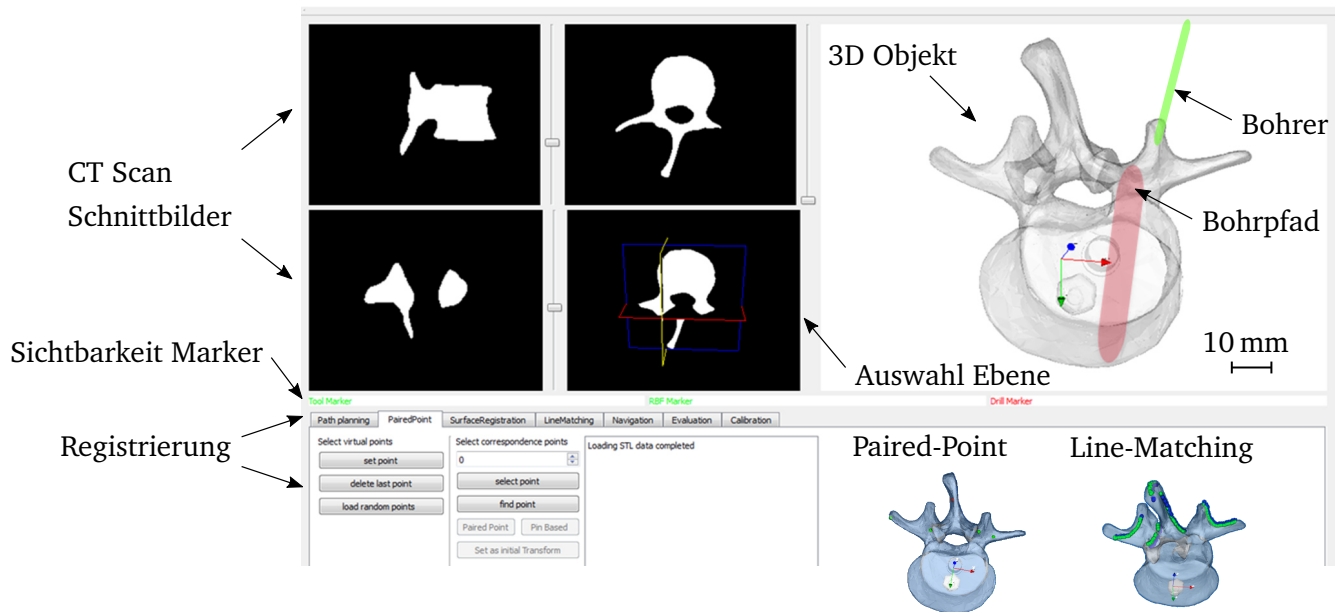 3D Objekt
Bohrer
CT Scan
Schnittbilder
Bohrpfad
Sichtbarkeit Marker
10 mm
Auswahl Ebene
Tool Marker
RBF Marker
Drill Marker
Path planning
PairedPoint
SurfaceRegistration
LineMatching
Navigation
Evaluation
Calibration
Registrierung
Select virtual points
set point
delete last point
load random points
Select correspondence points
0
select point
find point
Paired Point
Pin Based
Set as initial Transform
Loading STL data completed
Paired-Point
Line-Matching